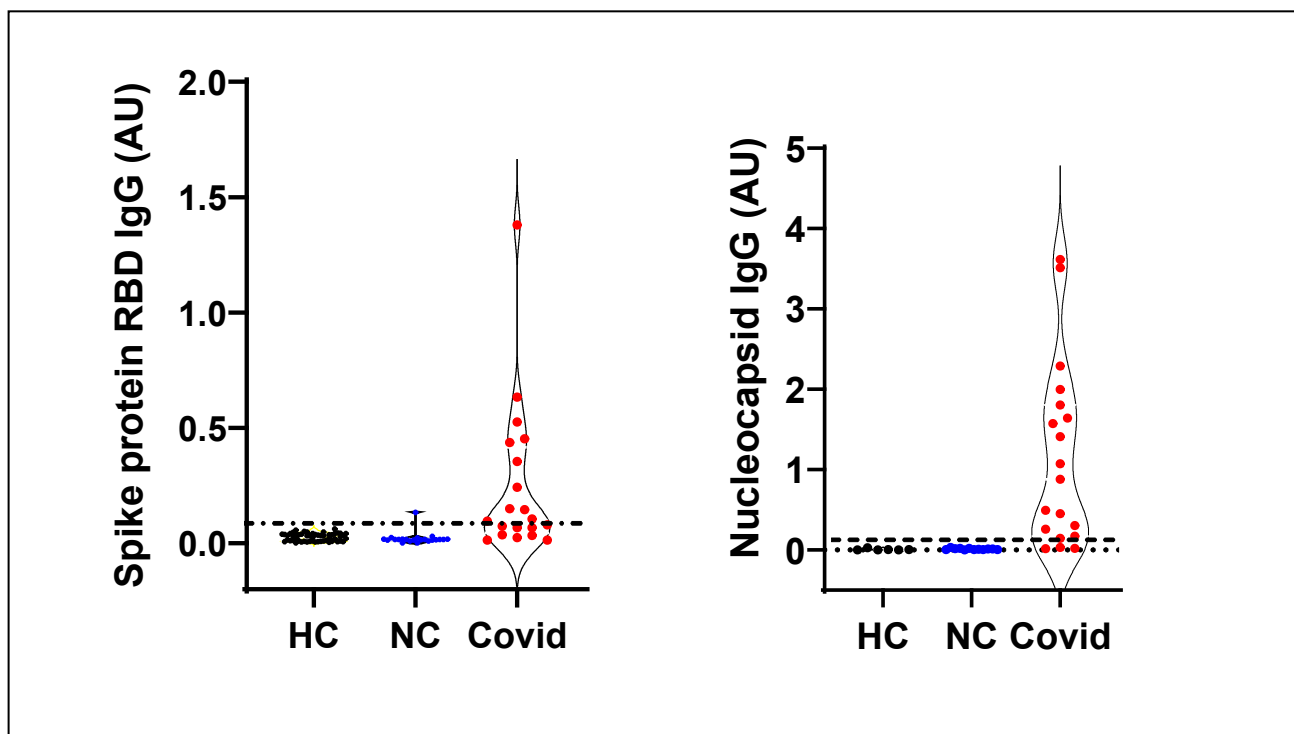 Spike protein RBD IgG (AU)
2.0
1.5
1.0
0.5
0.0
HC NC Covid
Nucleocapsid IgG (AU)
5
4
3
2
1
0
HC NC Covid